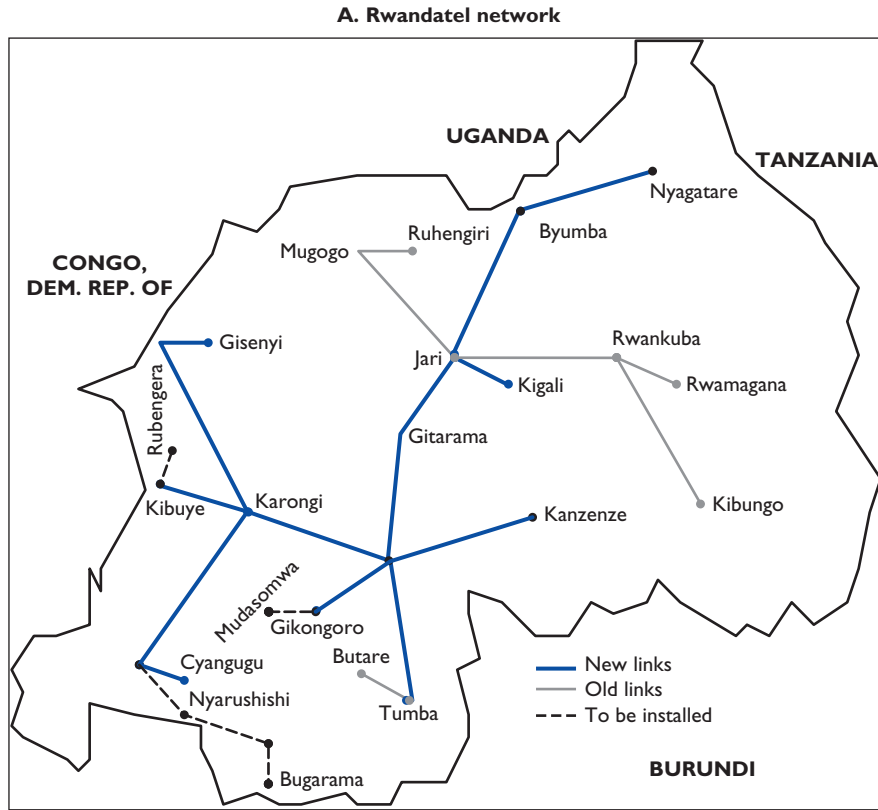 A. Rwandatel network
UGANDA
TANZANIA
Nyagatare
Byumba
Ruhengiri
Mugogo
CONGO,
DEM. REP. OF
Gisenyi
Jari
Rwankuba
Kigali
Rwamagana
Rubengera
Gitarama
Kibuye
Karongi
Kibungo
Kanzenze
Mudasomwa
Gikongoro
Butare
Cyangugu
Nyarushishi
Tumba
New links
Old links
To be installed
Bugarama
BURUNDI